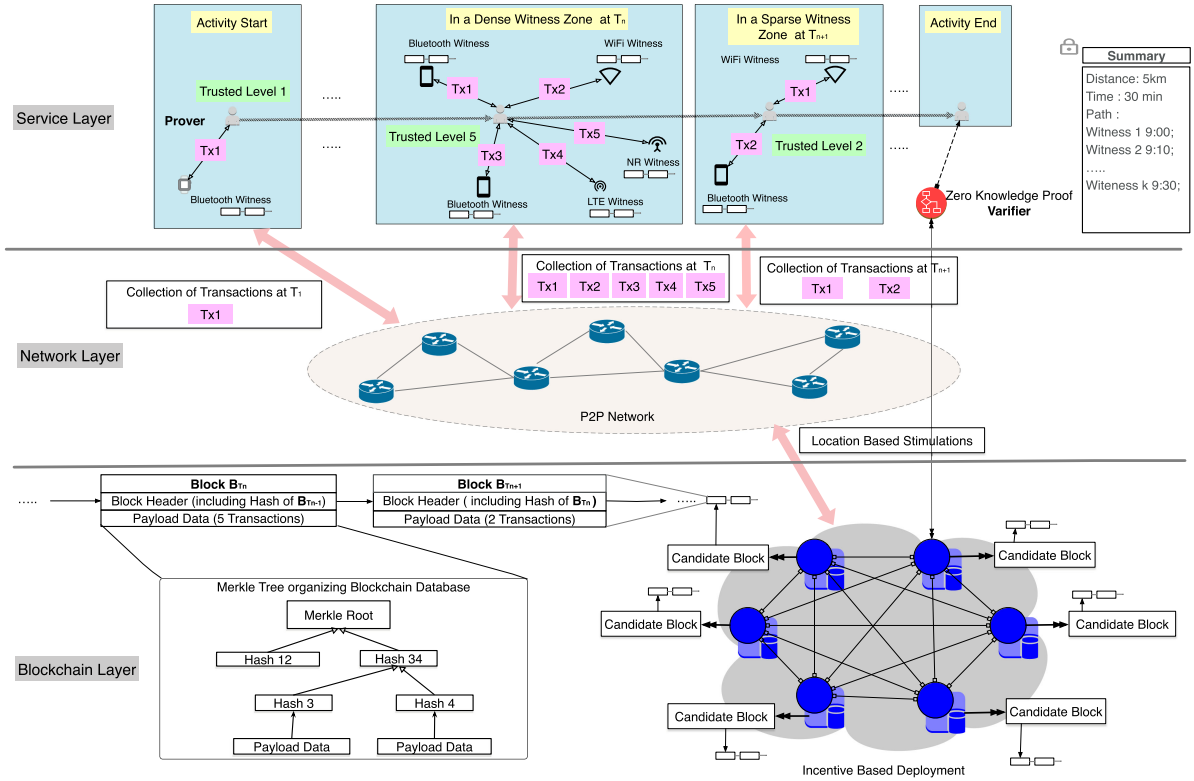 Activity Start
In a Dense Witness Zone at Tn
In a Sparse Witness
Zone at Tn+1
Activity End
Summary
Distance: 5km
Time : 30 min
Path :
Witness 1 9:00;
Witness 2 9:10;
.....
Witeness k 9:30;
Service Layer
Trusted Level 1
Prover
Tx1
Bluetooth Witness
.....
.....
Bluetooth Witness
WiFi Witness
Tx1
Tx2
Trusted Level 5
Tx5
Tx3
Tx4
NR Witness
Bluetooth Witness
LTE Witness
WiFi Witness
Tx1
Tx2
Trusted Level 2
Bluetooth Witness
.....
.....
Zero Knowledge Proof
Varifier
Network Layer
Collection of Transactions at T1
Tx1
Collection of Transactions at Tn
Tx1
Tx2
Tx3
Tx4
Tx5
Collection of Transactions at Tn+1
Tx1
Tx2
P2P Network
Location Based Stimulations
Blockchain Layer
.....
Block BTn
Block Header (including Hash of BTn-1)
Payload Data (5 Transactions)
Block BTn+1
Block Header ( including Hash of BTn )
Payload Data (2 Transactions)
.....
Merkle Tree organizing Blockchain Database
Merkle Root
Hash 12
Hash 34
Hash 3
Hash 4
Payload Data
Payload Data
Candidate Block
Candidate Block
Candidate Block
Candidate Block
Candidate Block
Candidate Block
Incentive Based Deployment